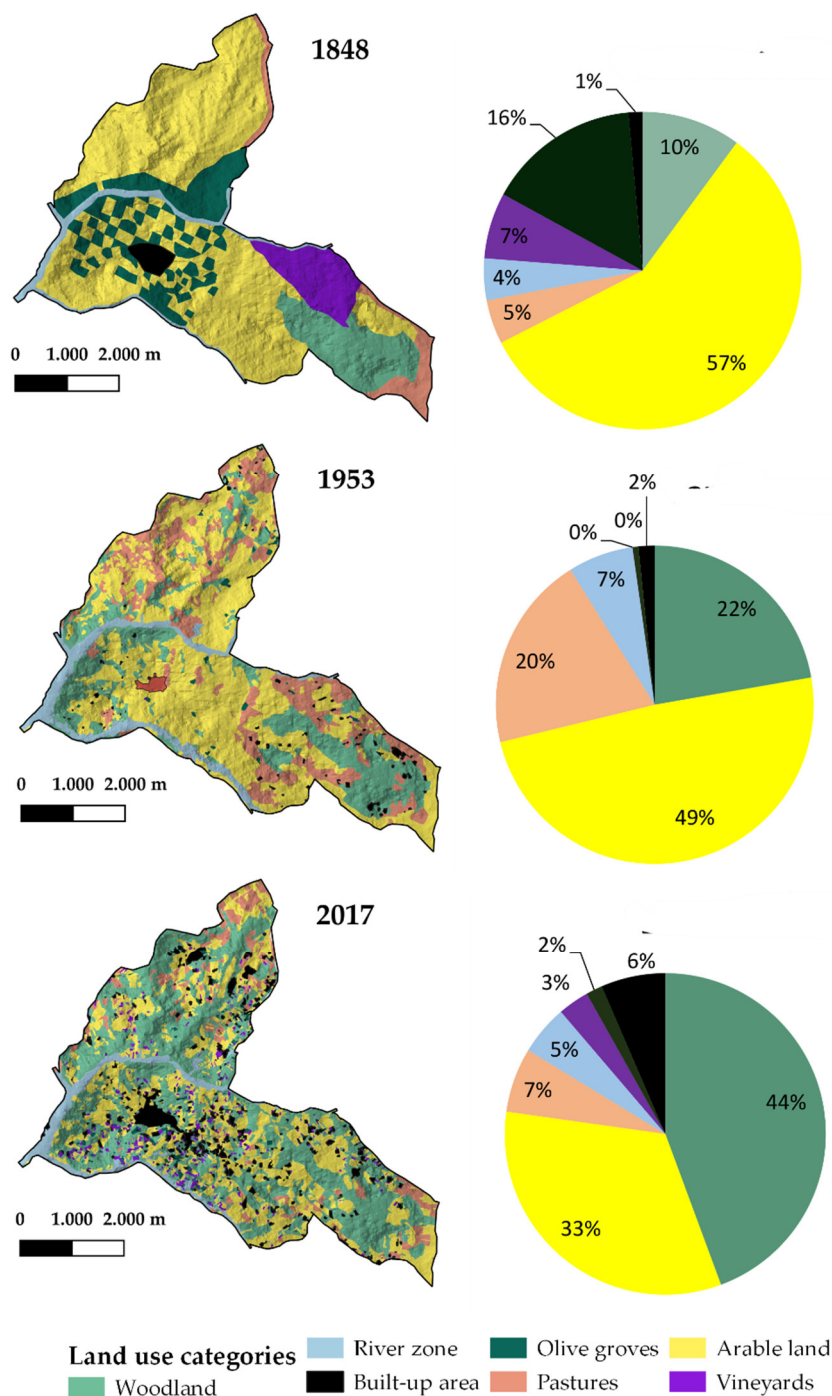 1848
1%
16%
10%
7%
4%
5%
57%
0 1.000 2.000 m
1953
2%
0%
0%
7%
22%
20%
49%
0 1.000 2.000 m
2017
2%
6%
3%
5%
44%
7%
33%
0 1.000 2.000 m
Land use categories
River zone
Olive groves
Arable land
Built-up area
Pastures
Vineyards
Woodland